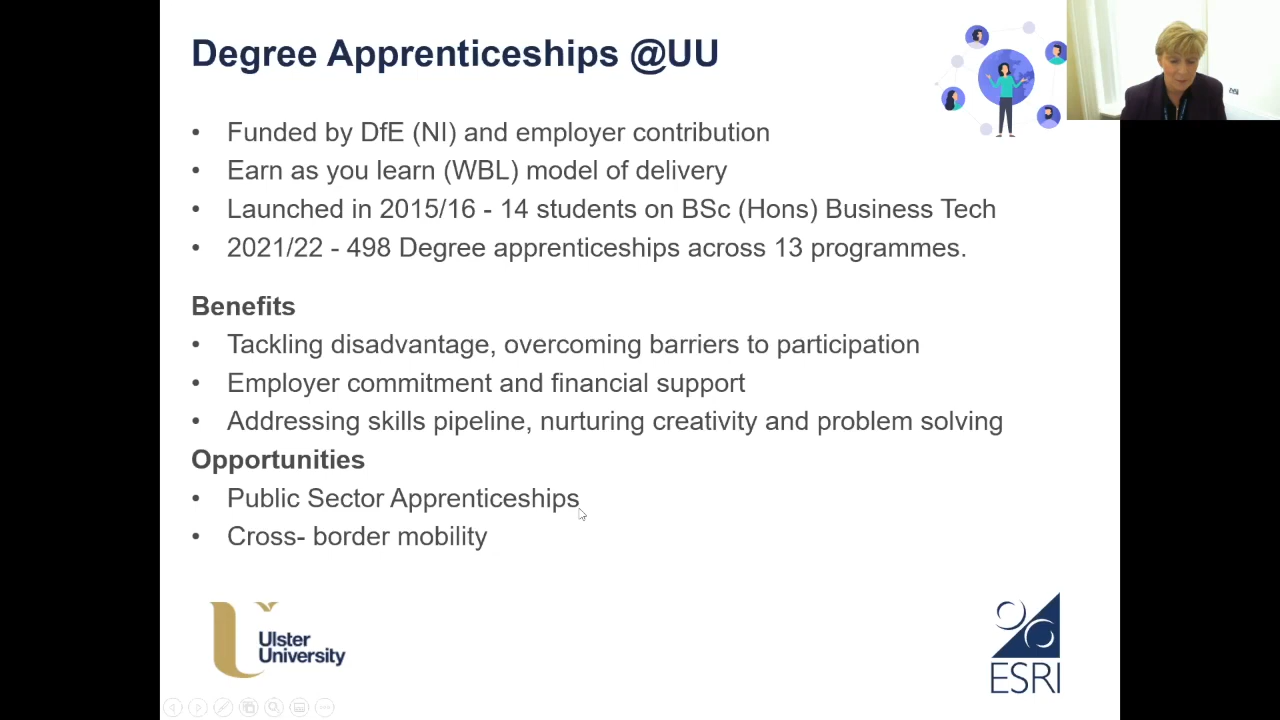 Degree Apprenticeships @UU
• Funded by DfE (NI) and employer contribution
• Earn as you learn (WBL) model of delivery
• Launched in 2015/16 - 14 students on BSc (Hons) Business Tech
• 2021/22 - 498 Degree apprenticeships across 13 programmes.
Benefits
• Tackling disadvantage, overcoming barriers to participation
• Employer commitment and financial support
• Addressing skills pipeline, nurturing creativity and problem solving
Opportunities
• Public Sector Apprenticeships
• Cross- border mobility
Ulster
University
ESRI